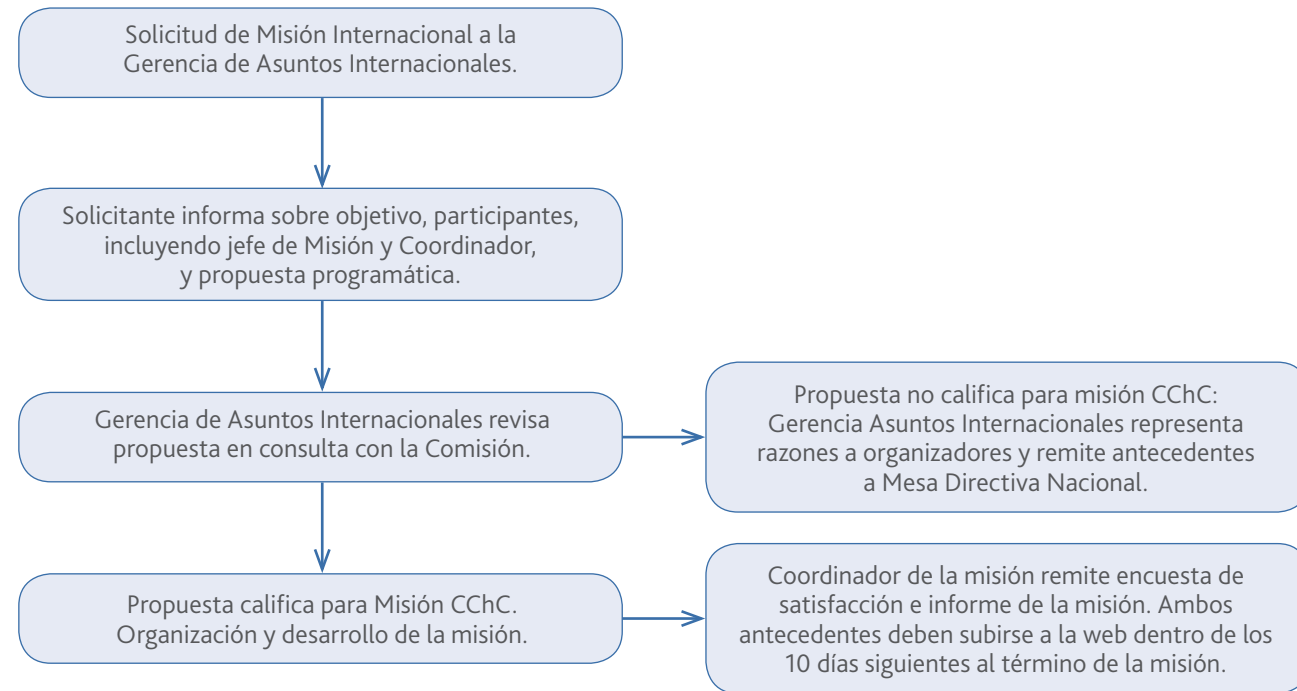 Solicitud de Misión Internacional a la
Gerencia de Asuntos Internacionales.
Solicitante informa sobre objetivo, participantes,
incluyendo jefe de Misión y Coordinador,
y propuesta programática.
Gerencia de Asuntos Internacionales revisa
propuesta en consulta con la Comisión.
Propuesta no califica para misión CChC:
Gerencia Asuntos Internacionales representa
razones a organizadores y remite antecedentes
a Mesa Directiva Nacional.
Propuesta califica para Misión CChC.
Organización y desarrollo de la misión.
Coordinador de la misión remite encuesta de
satisfacción e informe de la misión. Ambos
antecedentes deben subirse a la web dentro de los
10 días siguientes al término de la misión.